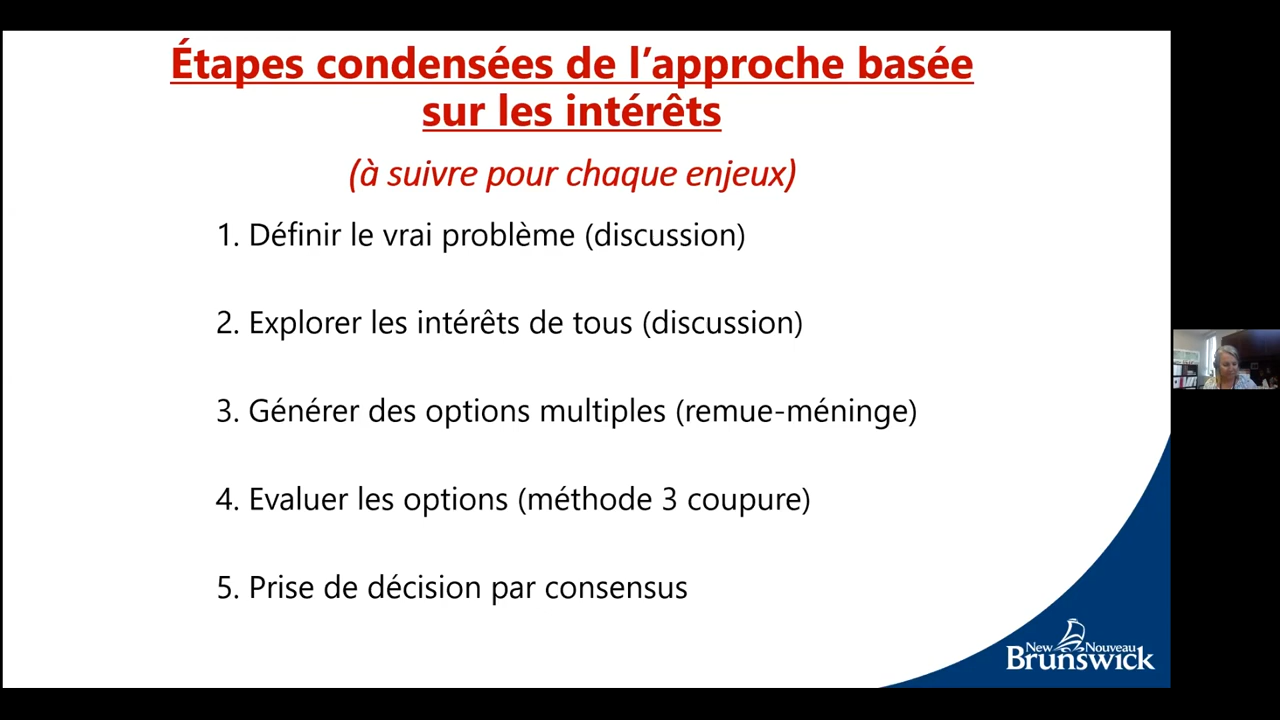 Étapes condensées de l’approche basée
sur les intérêts
(à suivre pour chaque enjeux)
1. Définir le vrai problème (discussion)
2. Explorer les intérêts de tous (discussion)
3. Générer des options multiples (remue-méninge)
4. Evaluer les options (méthode 3 coupure)
5. Prise de décision par consensus
New Nouveau
Brunswick